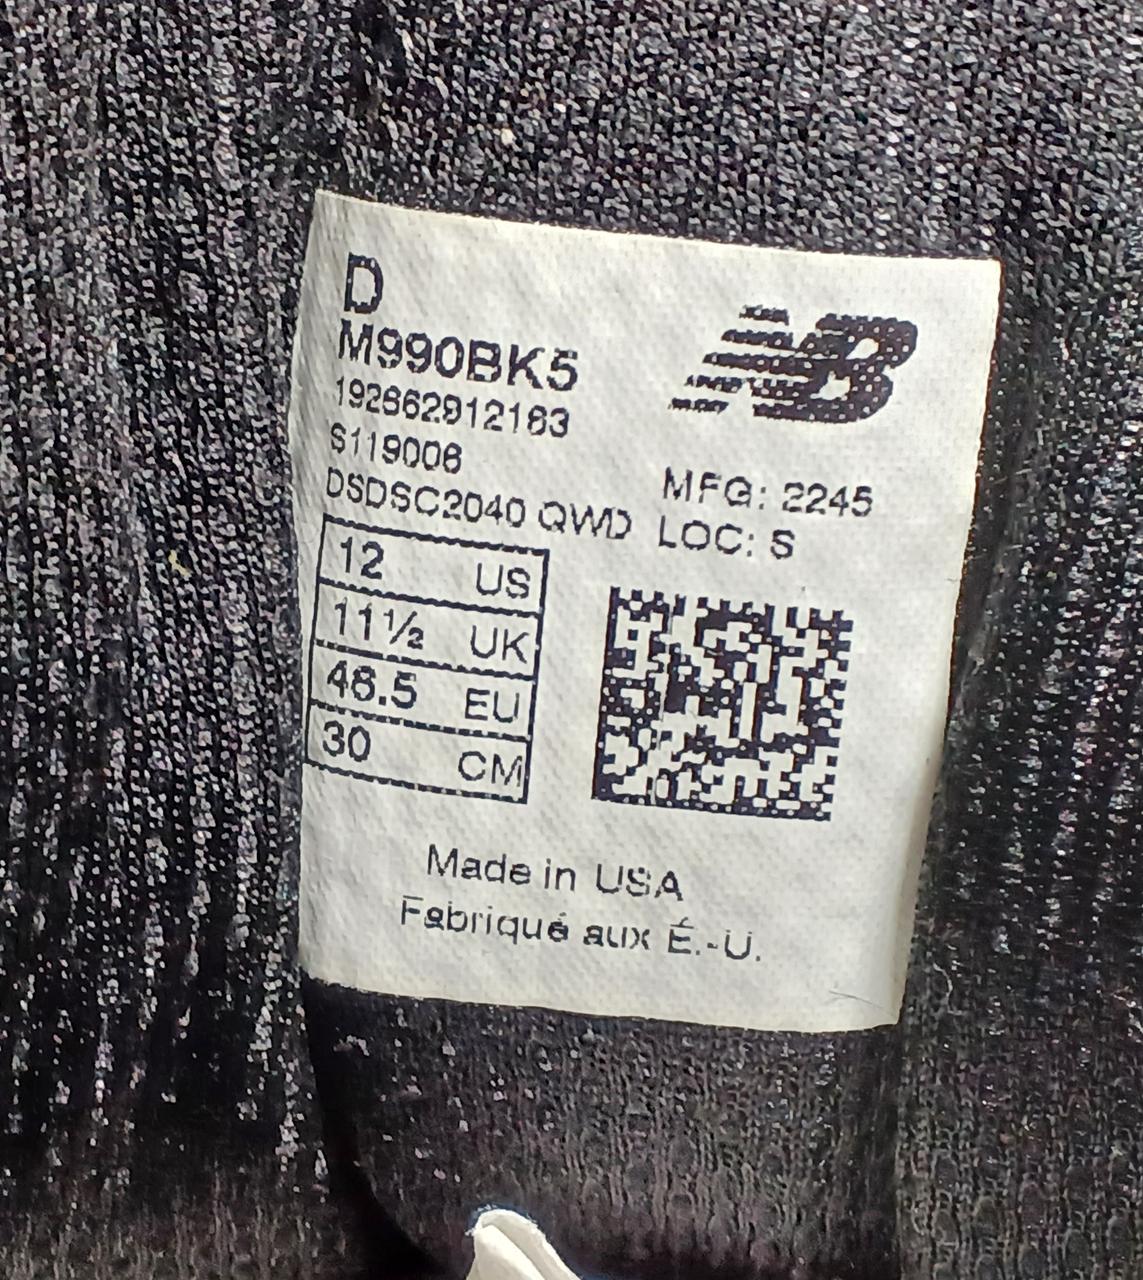 D
M990BK5
192662912163
S119006
DSDSC2040 QWD
MFG: 2245
LOC: S
12 US
11½ UK
46.5 EU
30 CM
Made in USA
Fabriqué aux É.-U.